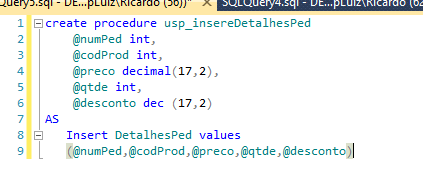 Query5.sql - DE...pLuiz\Ricardo (56))* SQLQuery4.sql - DE...pLuiz\Ricardo (62
1 create procedure usp_insereDetalhesPed
2 @numPed int,
3 @codProd int,
4 @preco decimal(17,2),
5 @qtde int,
6 @desconto dec (17,2)
7 AS
8 Insert DetalhesPed values
9 (@numPed,@codProd,@preco,@qtde,@desconto)